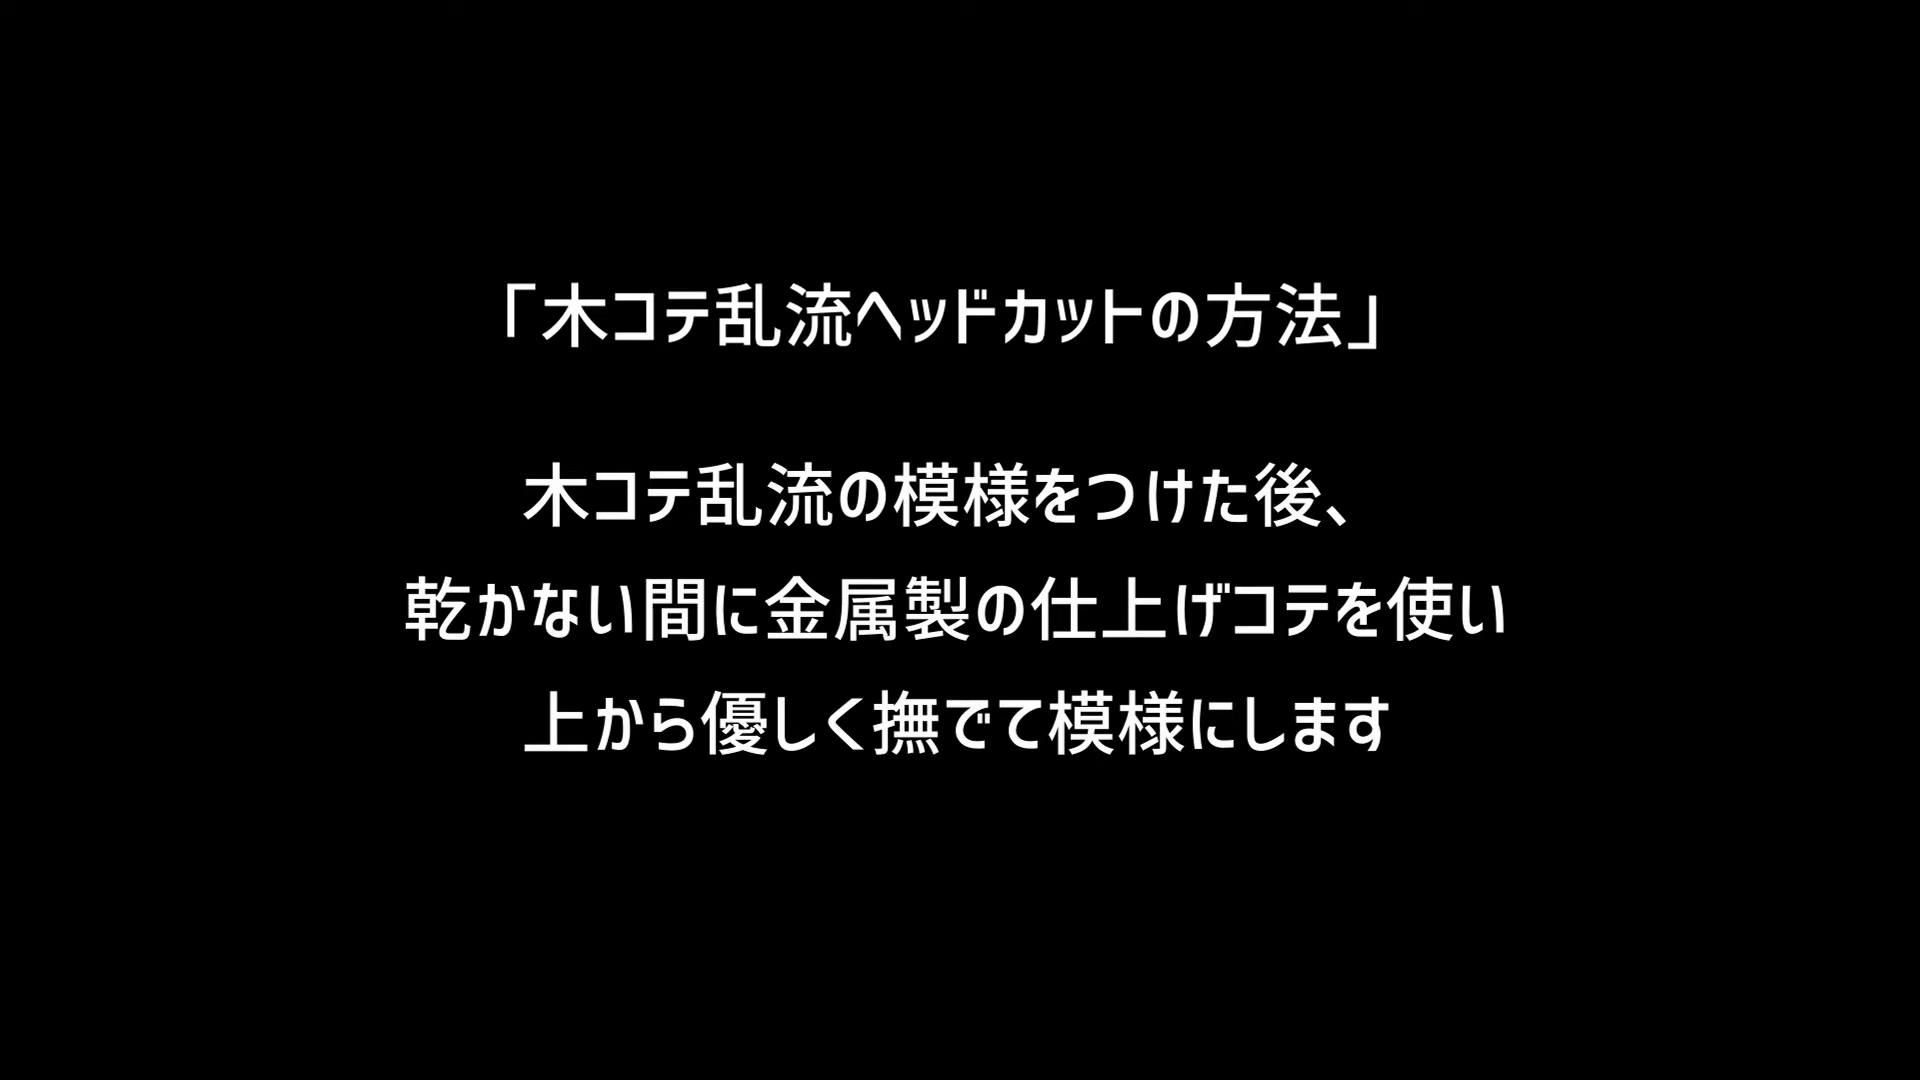 「木コテ乱流ヘッドカットの方法」
木コテ乱流の模様をつけた後、
乾かない間に金属製の仕上げコテを使い
上から優しく撫でて模様にします